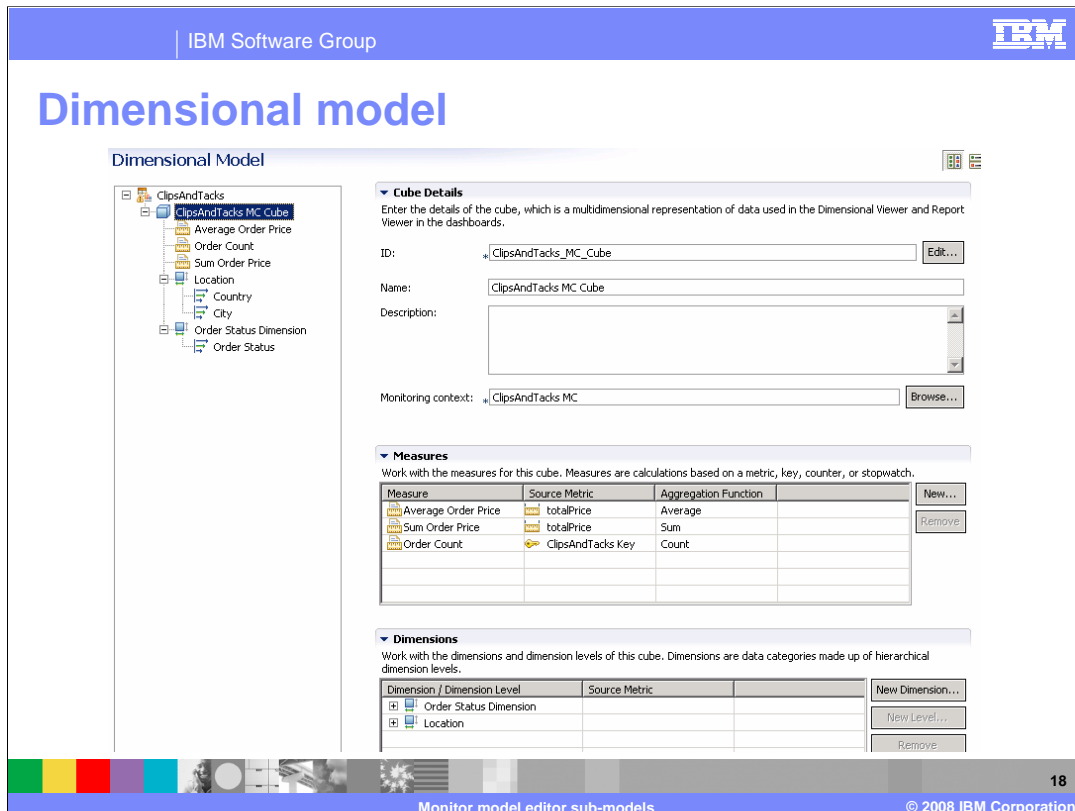 IBM Software Group
IBM
Dimensional model
Dimensional Model
ClipsAndTacks
ClipsAndTacks MC Cube
Average Order Price
Order Count
Sum Order Price
Location
Country
City
Order Status Dimension
Order Status
Cube Details
Enter the details of the cube, which is a multidimensional representation of data used in the Dimensional Viewer and Report
Viewer in the dashboards.
ID: * ClipsAndTacks_MC_Cube Edit...
Name: ClipsAndTacks MC Cube
Description:
Monitoring context: * ClipsAndTacks MC Browse...
Measures
Work with the measures for this cube. Measures are calculations based on a metric, key, counter, or stopwatch.
Measure Source Metric Aggregation Function New...
Average Order Price totalPrice Average Remove
Sum Order Price totalPrice Sum
Order Count ClipsAndTacks Key Count
Dimensions
Work with the dimensions and dimension levels of this cube. Dimensions are data categories made up of hierarchical
dimension levels.
Dimension / Dimension Level Source Metric New Dimension...
Order Status Dimension
Location New Level...
Remove
18
Monitor model editor sub-models © 2008 IBM Corporation